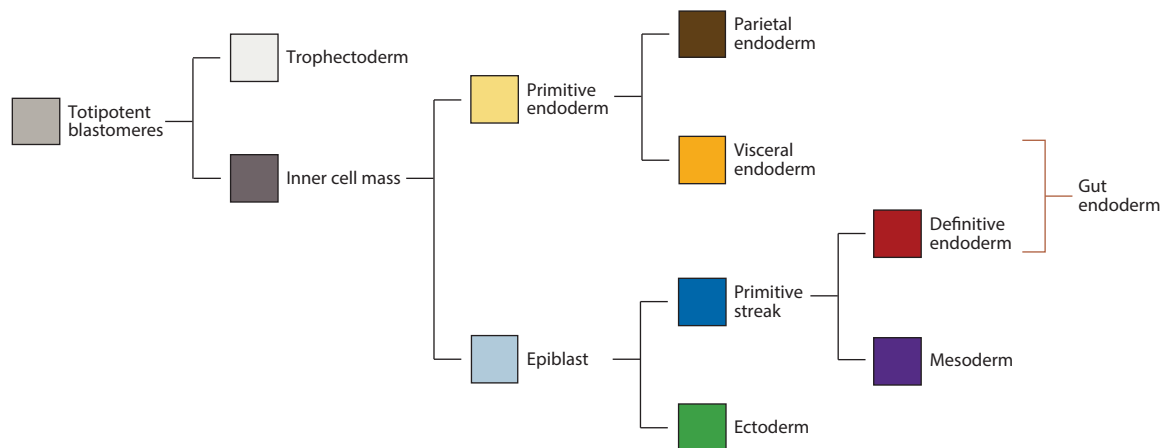 Totipotent
blastomeres
Trophectoderm
Inner cell mass
Primitive
endoderm
Epiblast
Parietal
endoderm
Visceral
endoderm
Primitive
streak
Ectoderm
Definitive
endoderm
Mesoderm
Gut
endoderm